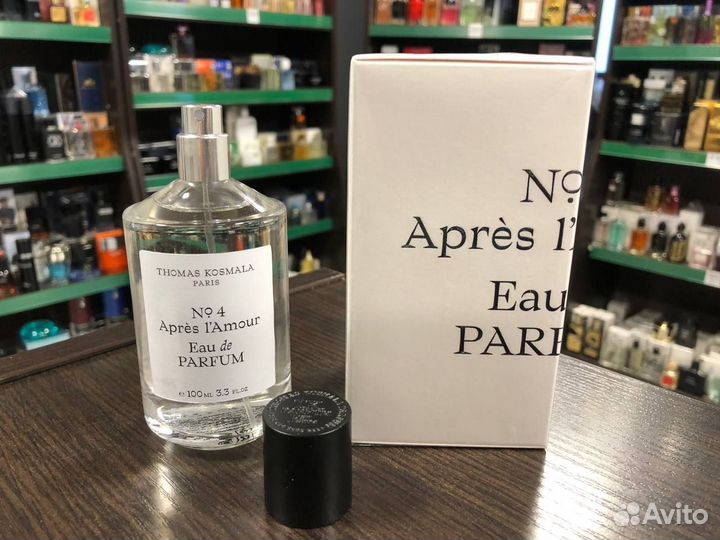 THOMAS KOSMALA
PARIS
Nº 4
Après l'Amour
Eau de
PARFUM
e 100 ML 3.3 FL OZ
Nº
Après l'
Eau
PARF
Avito